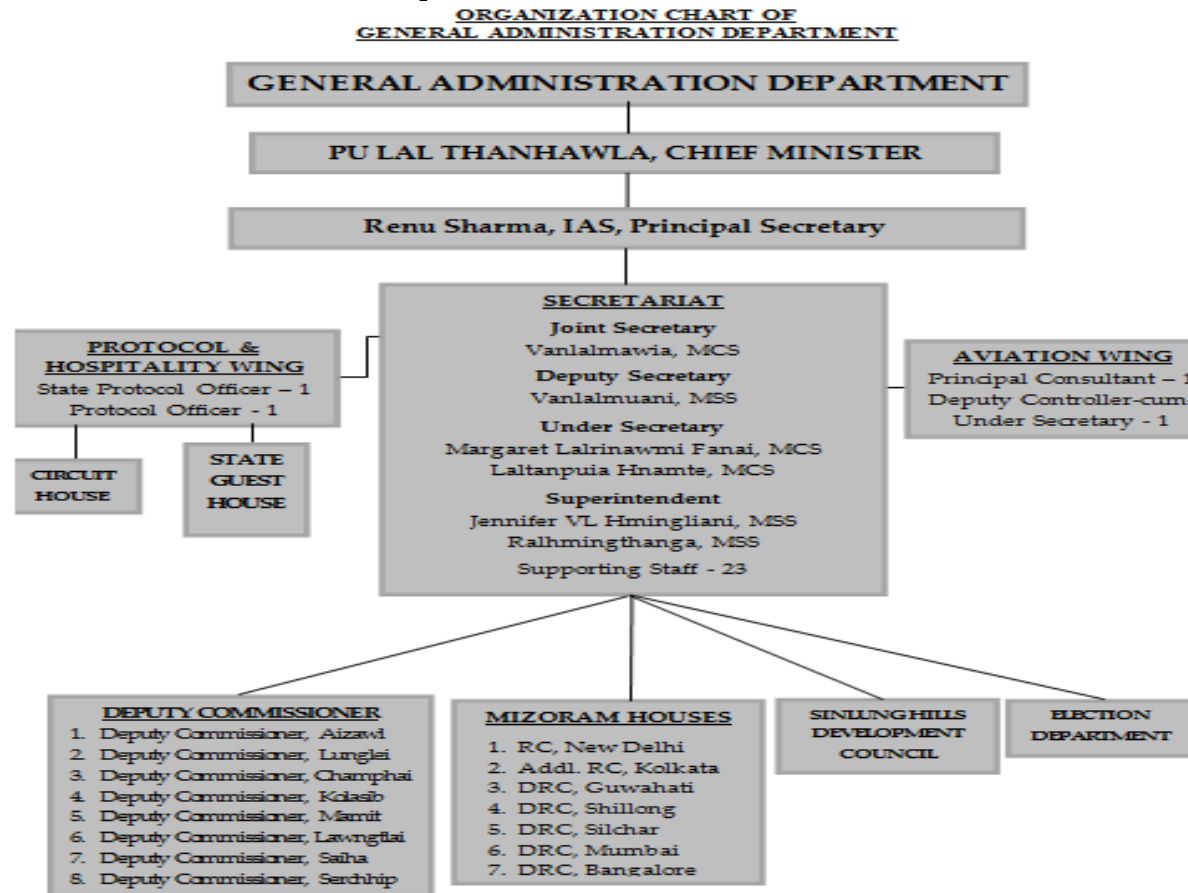 ORGANIZATION CHART OF
GENERAL ADMINISTRATION DEPARTMENT
GENERAL ADMINISTRATION DEPARTMENT
PU LAL THANHAWLA, CHIEF MINISTER
Renu Sharma, IAS, Principal Secretary
SECRETARIAT
Joint Secretary
Vanlalmawia, MCS
Deputy Secretary
Vanlalmuani, MSS
Under Secretary
Margaret Lalrinawmi Fanai, MCS
Laltanpuia Hnamte, MCS
Superintendent
Jennifer VL Hmingliani, MSS
Ralhmingthanga, MSS
Supporting Staff - 23
PROTOCOL &
HOSPITALITY WING
State Protocol Officer – 1
Protocol Officer - 1
CIRCUIT
HOUSE
STATE
GUEST
HOUSE
AVIATION WING
Principal Consultant – 1
Deputy Controller-cum-
Under Secretary - 1
DEPUTY COMMISSIONER
1. Deputy Commissioner, Aizawl
2. Deputy Commissioner, Lunglei
3. Deputy Commissioner, Champhai
4. Deputy Commissioner, Kolasib
5. Deputy Commissioner, Mamit
6. Deputy Commissioner, Lawngtlai
7. Deputy Commissioner, Saiha
8. Deputy Commissioner, Serchhip
MIZORAM HOUSES
1. RC, New Delhi
2. Addl. RC, Kolkata
3. DRC, Guwahati
4. DRC, Shillong
5. DRC, Silchar
6. DRC, Mumbai
7. DRC, Bangalore
SINLUNG HILLS
DEVELOPMENT
COUNCIL
ELECTION
DEPARTMENT